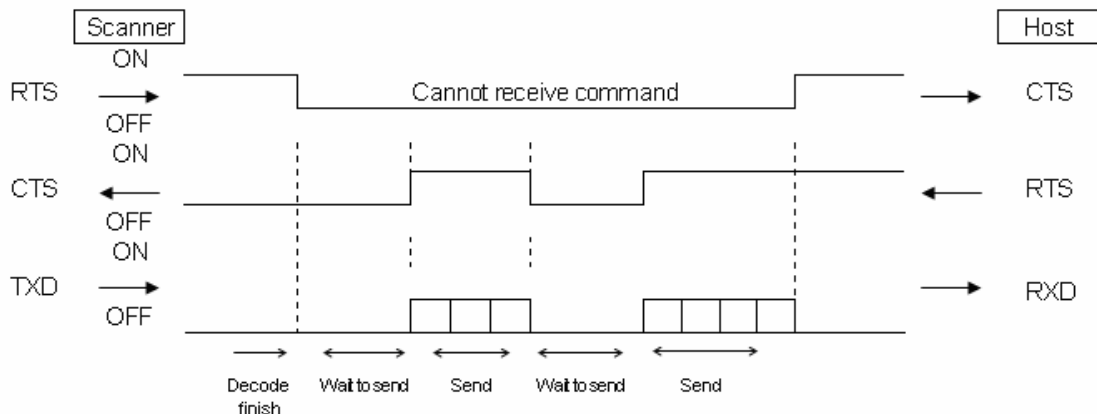 Scanner
Host
ON
RTS
Cannot receive command
CTS
OFF
ON
CTS
RTS
OFF
ON
TXD
RXD
OFF
Decode finish
Wait to send
Send
Wait to send
Send